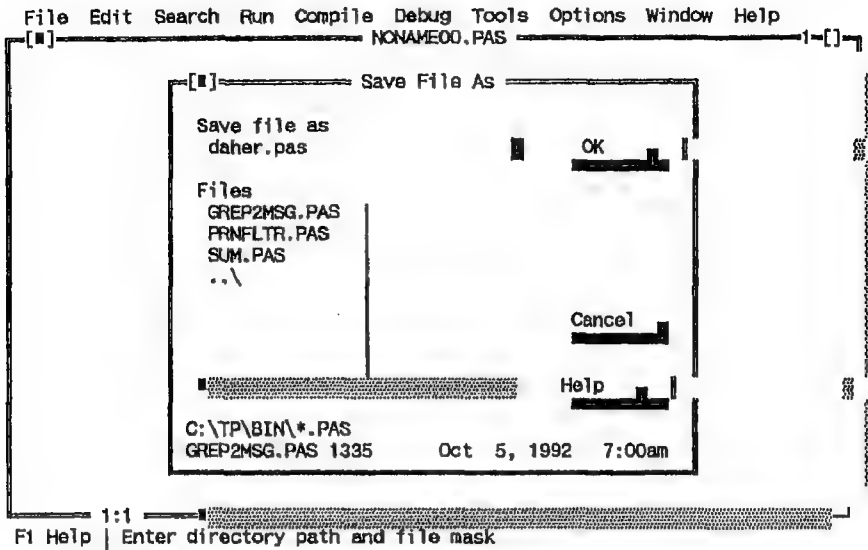 File Edit Search Run Compile Debug Tools Options Window Help
[■] NONAME00.PAS 1-[]
[■] Save File As
Save file as
daher.pas
OK
Files
GREP2MSG.PAS
PRNFLTR.PAS
SUM.PAS
..\
Cancel
Help
C:\TP\BIN\*.PAS
GREP2MSG.PAS 1335 Oct 5, 1992 7:00am
1:1
F1 Help | Enter directory path and file mask